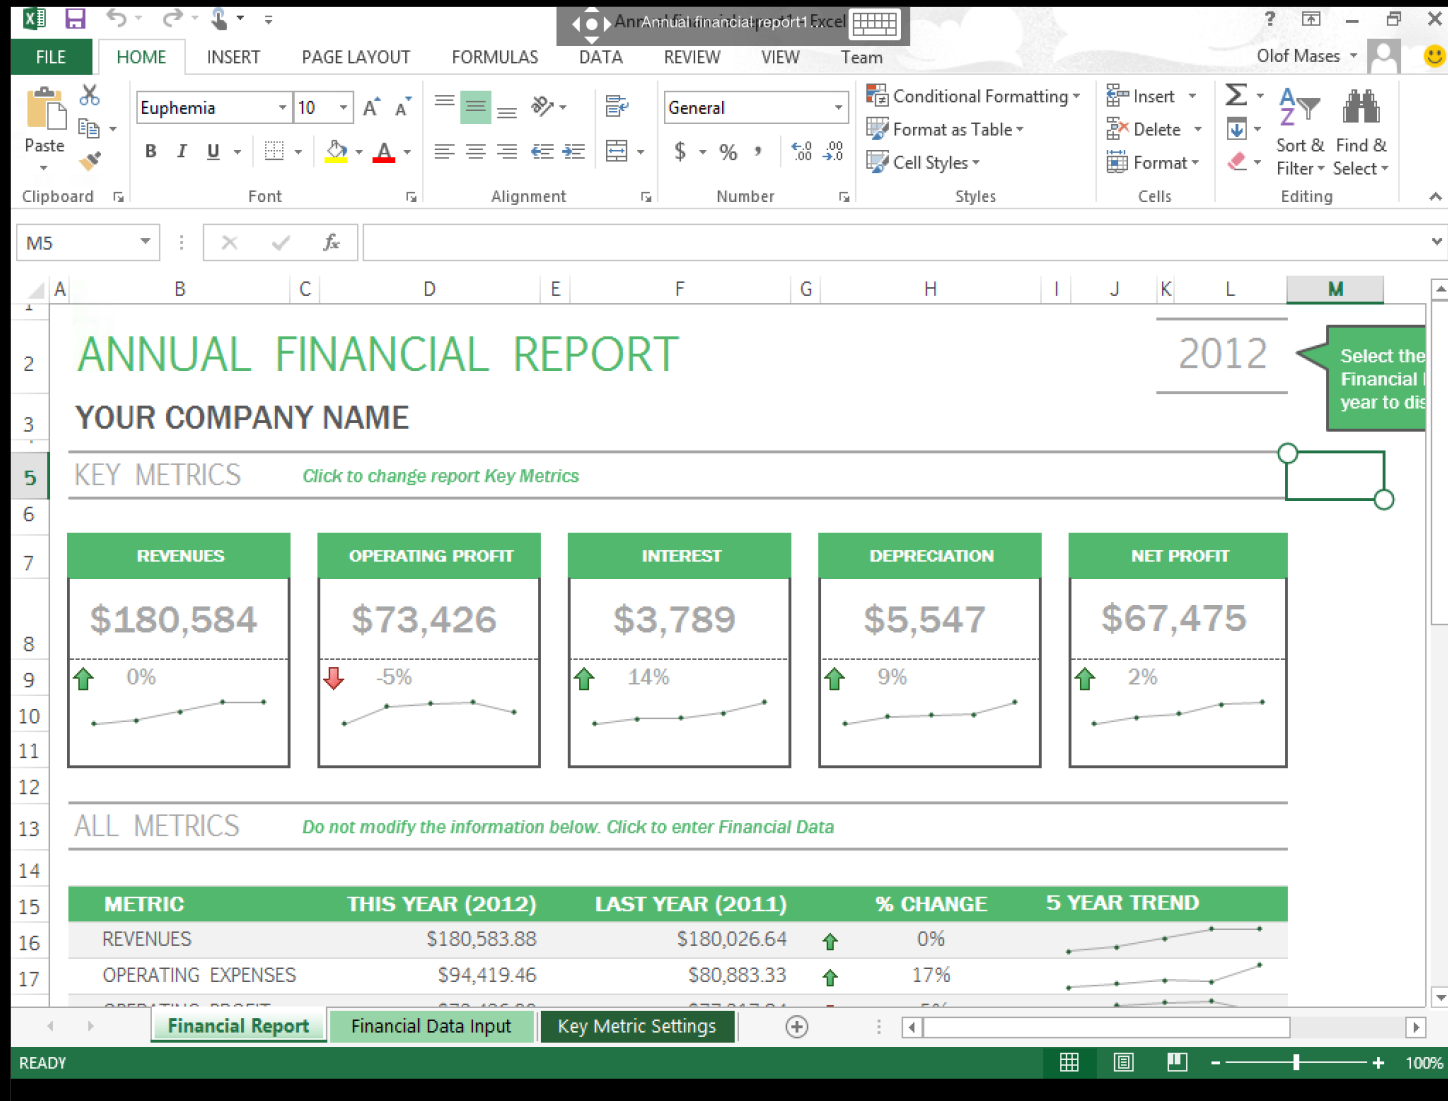 Annual financial report1... Excel
?
FILE HOME INSERT PAGE LAYOUT FORMULAS DATA REVIEW VIEW Team Olof Mases
Paste
Euphemia 10
B I U A
General
$ % ,
Conditional Formatting
Format as Table
Cell Styles
Insert
Delete
Format
Sort & Filter
Find & Select
Clipboard Font Alignment Number Styles Cells Editing
M5 fx
A B C D E F G H I J K L M
1
2 ANNUAL FINANCIAL REPORT 2012
Select the
Financial
year to dis
3 YOUR COMPANY NAME
5 KEY METRICS Click to change report Key Metrics
6
7 REVENUES OPERATING PROFIT INTEREST DEPRECIATION NET PROFIT
8 $180,584 $73,426 $3,789 $5,547 $67,475
9 0% -5% 14% 9% 2%
10
11
12
13 ALL METRICS Do not modify the information below. Click to enter Financial Data
14
15 METRIC THIS YEAR (2012) LAST YEAR (2011) % CHANGE 5 YEAR TREND
16 REVENUES $180,583.88 $180,026.64 0%
17 OPERATING EXPENSES $94,419.46 $80,883.33 17%
OPERATING PROFIT
Financial Report Financial Data Input Key Metric Settings
READY 100%